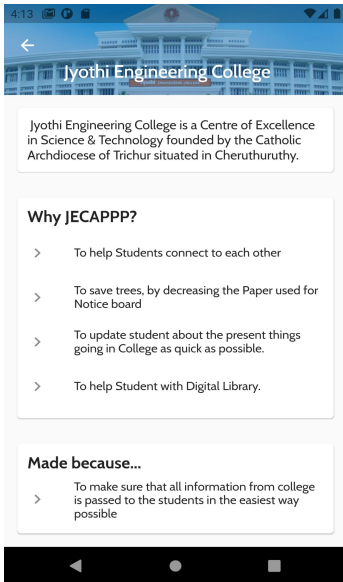 4:13
Jyothi Engineering College
Jyothi Engineering College is a Centre of Excellence
in Science & Technology founded by the Catholic
Archdiocese of Trichur situated in Cheruthuruthy.
Why JECAPPP?
To help Students connect to each other
To save trees, by decreasing the Paper used for
Notice board
To update student about the present things
going in College as quick as possible.
To help Student with Digital Library.
Made because...
To make sure that all information from college
is passed to the students in the easiest way
possible